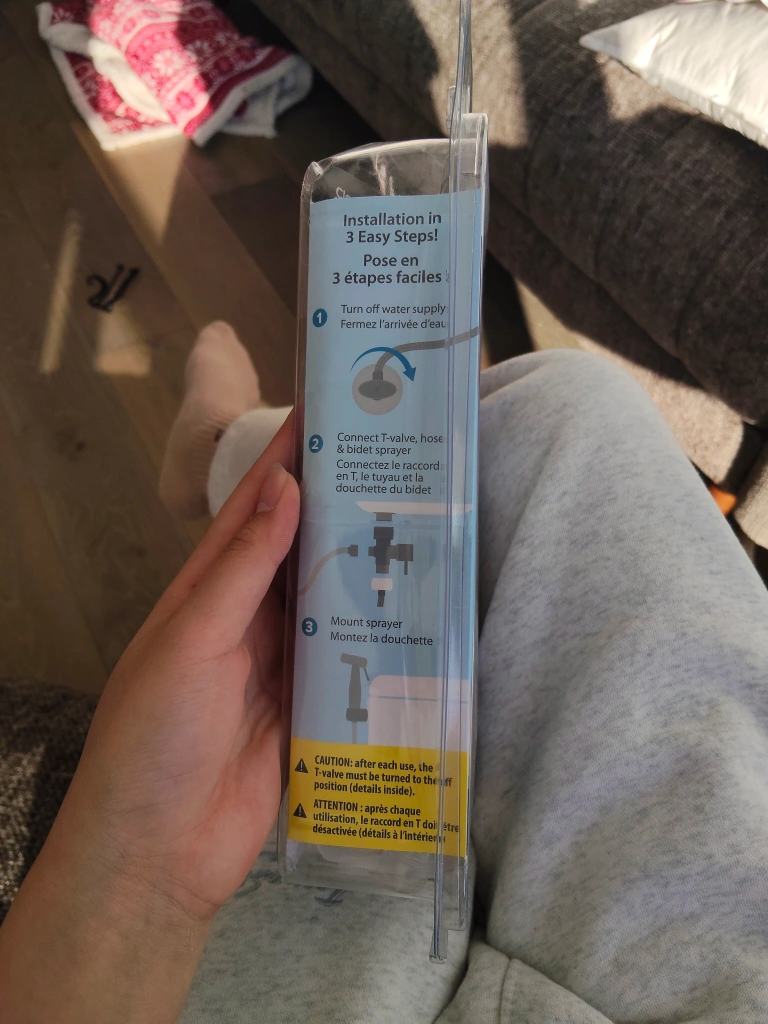 Installation in
3 Easy Steps!
Pose en
3 étapes faciles !
1 Turn off water supply
Fermez l'arrivée d'eau
2 Connect T-valve, hose
& bidet sprayer
Connectez le raccord
en T, le tuyau et la
douchette du bidet
3 Mount sprayer
Montez la douchette
CAUTION: after each use, the
T-valve must be turned to the off
position (details inside).
ATTENTION : après chaque
utilisation, le raccord en T doit être
désactivée (détails à l'intérieur)